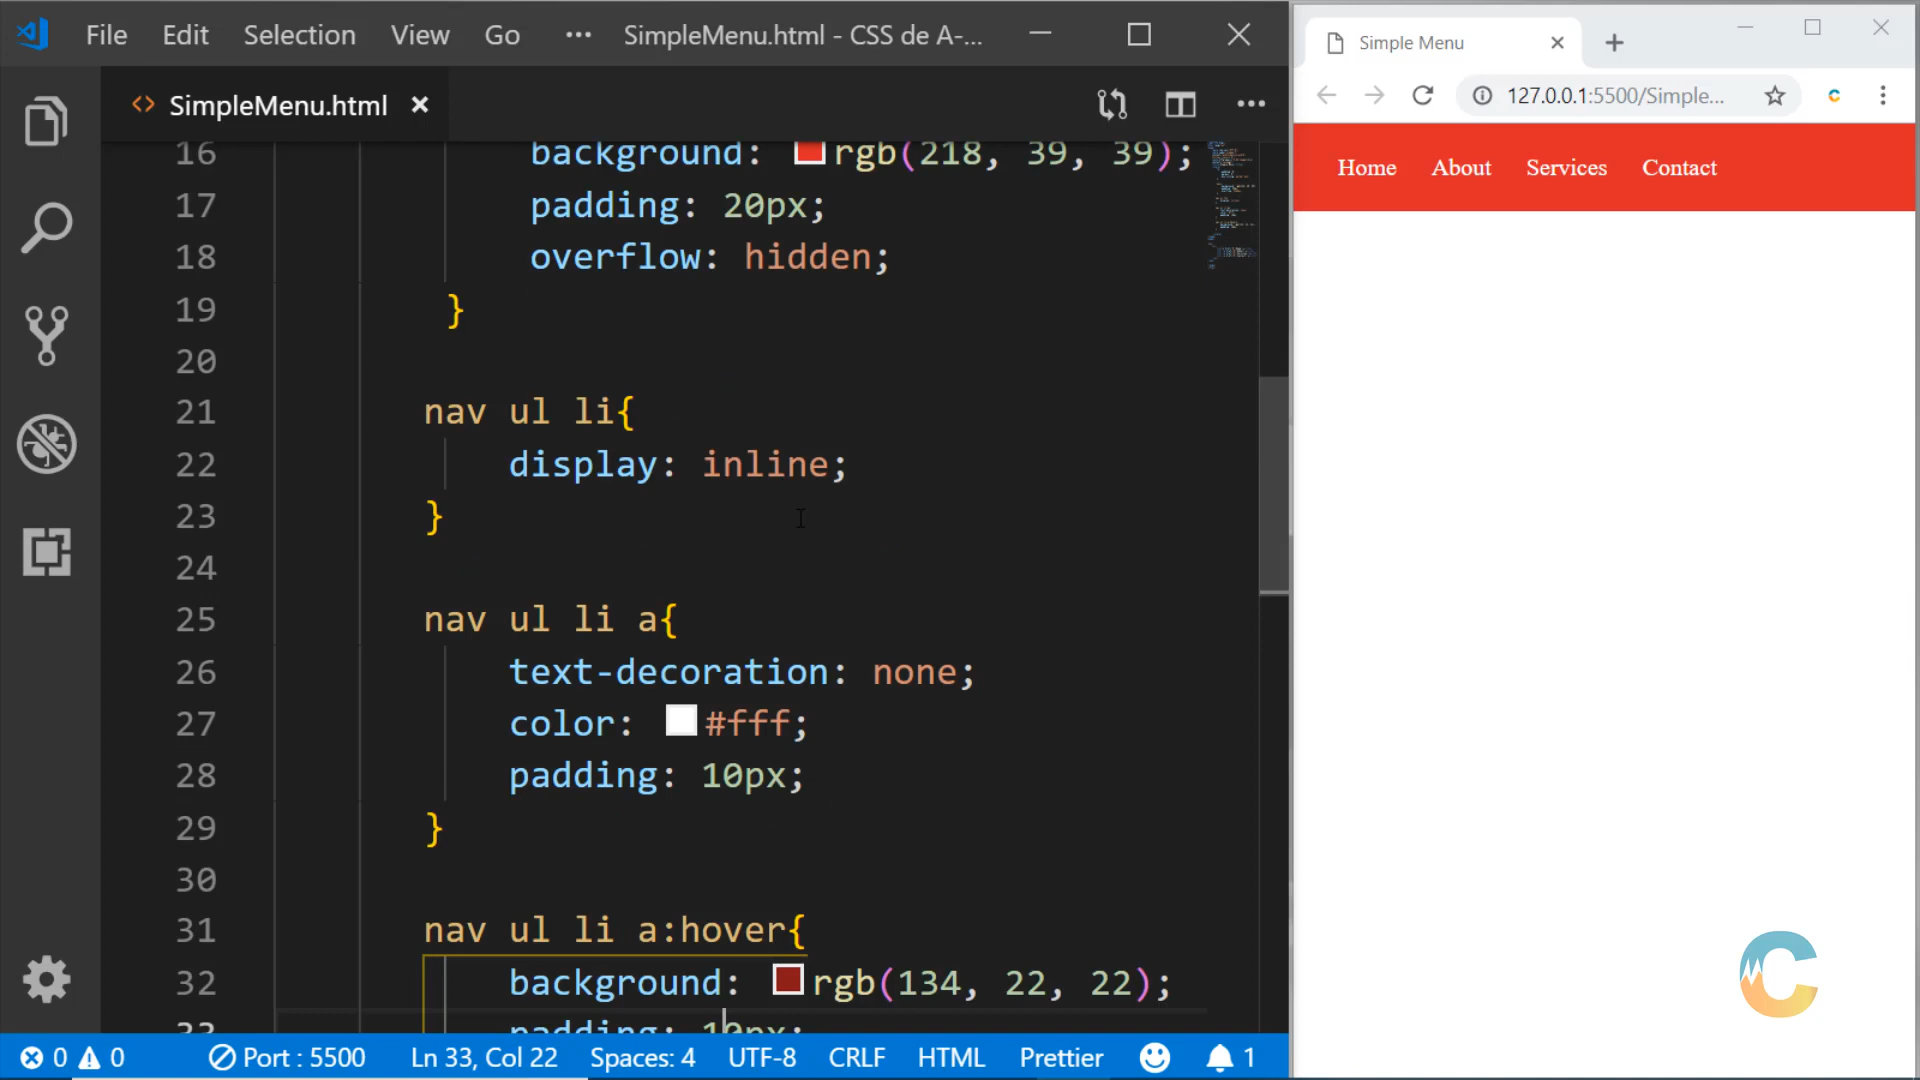 File Edit Selection View Go ··· SimpleMenu.html - CSS de A-...
SimpleMenu.html
16 background: rgb(218, 39, 39);
17 padding: 20px;
18 overflow: hidden;
19 }
20
21 nav ul li{
22 display: inline;
23 }
24
25 nav ul li a{
26 text-decoration: none;
27 color: #fff;
28 padding: 10px;
29 }
30
31 nav ul li a:hover{
32 background: rgb(134, 22, 22);
33 padding: 10px;
0 0 Port : 5500 Ln 33, Col 22 Spaces: 4 UTF-8 CRLF HTML Prettier 1
Simple Menu
127.0.0.1:5500/Simple...
Home About Services Contact
C